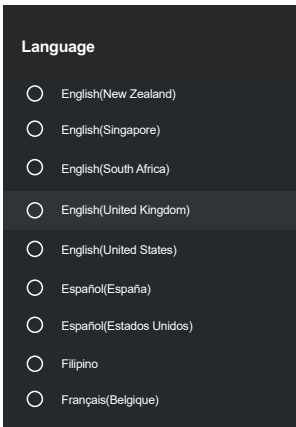 Language
English(New Zealand)
English(Singapore)
English(South Africa)
English(United Kingdom)
English(United States)
Español(España)
Español(Estados Unidos)
Filipino
Français(Belgique)